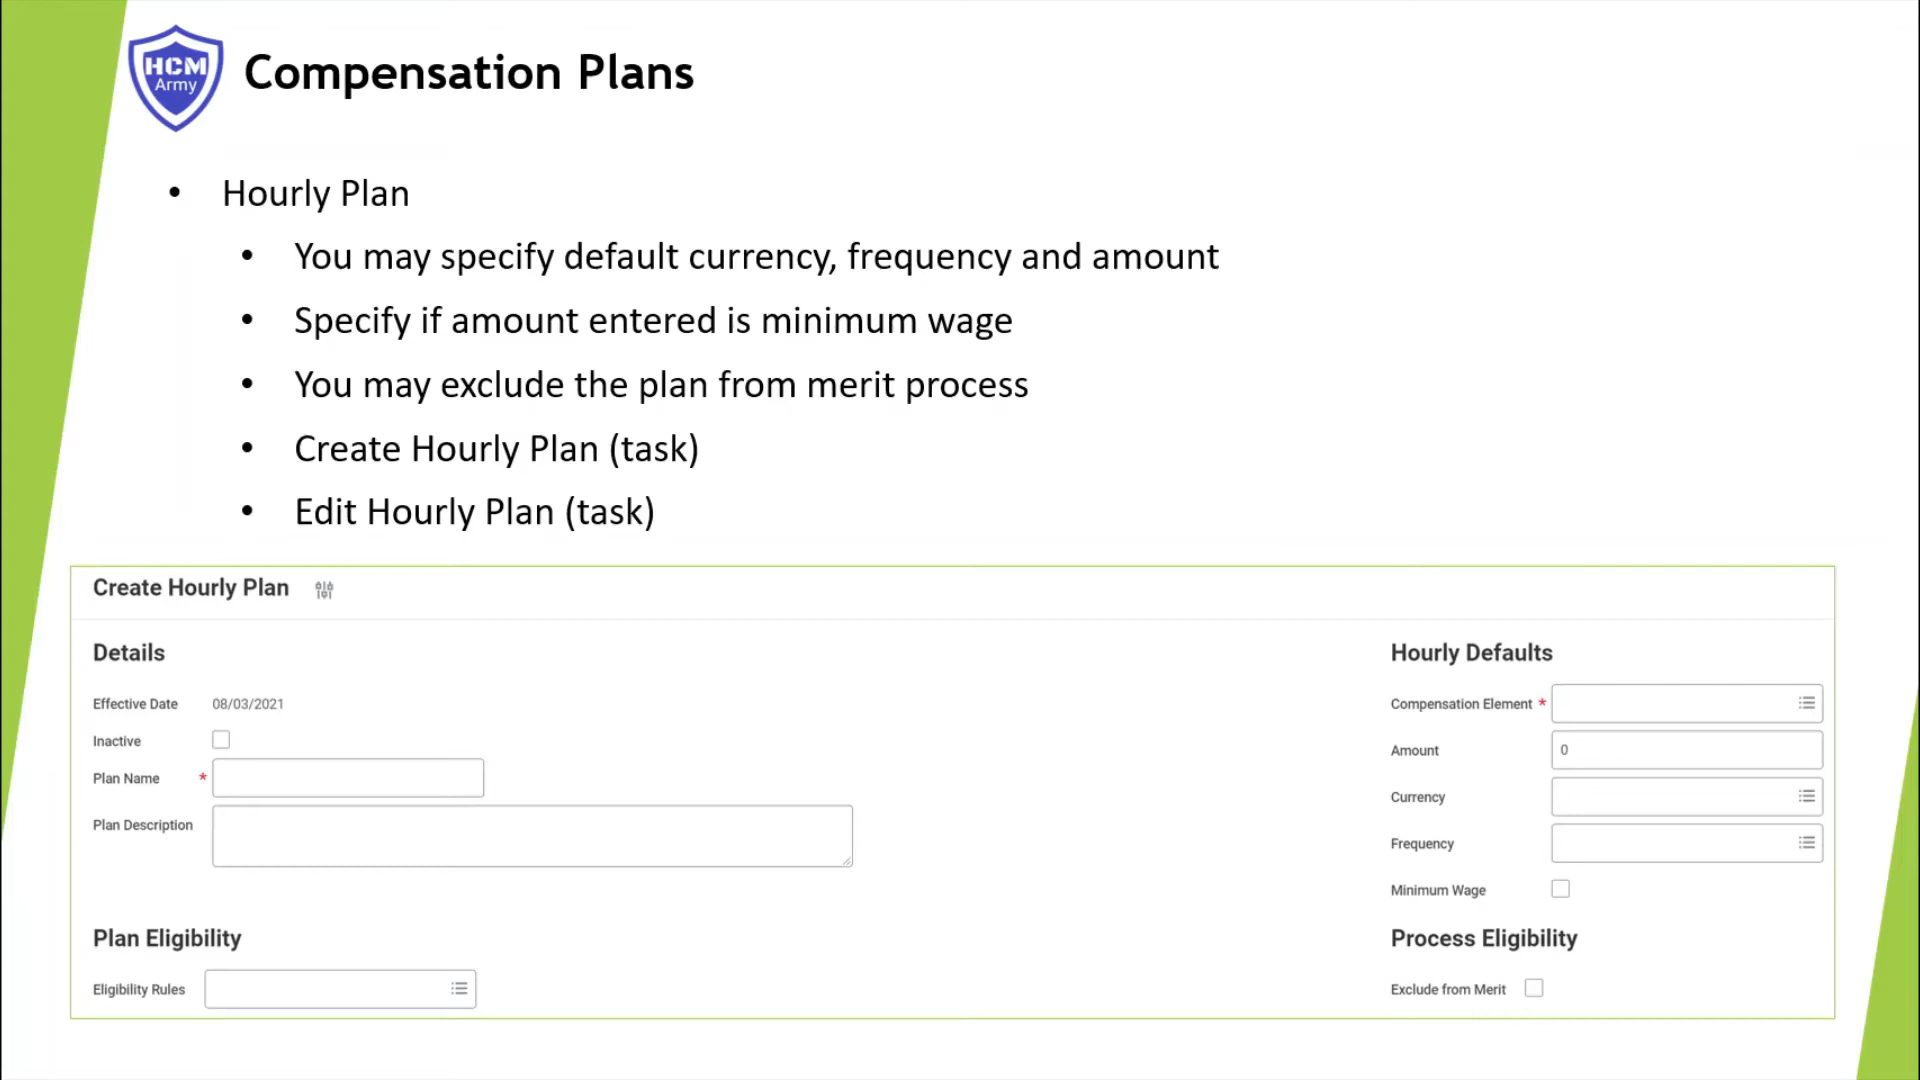 HCM
Army
Compensation Plans
• Hourly Plan
• You may specify default currency, frequency and amount
• Specify if amount entered is minimum wage
• You may exclude the plan from merit process
• Create Hourly Plan (task)
• Edit Hourly Plan (task)
Create Hourly Plan
Details
Effective Date 08/03/2021
Inactive
Plan Name *
Plan Description
Plan Eligibility
Eligibility Rules
Hourly Defaults
Compensation Element *
Amount 0
Currency
Frequency
Minimum Wage
Process Eligibility
Exclude from Merit